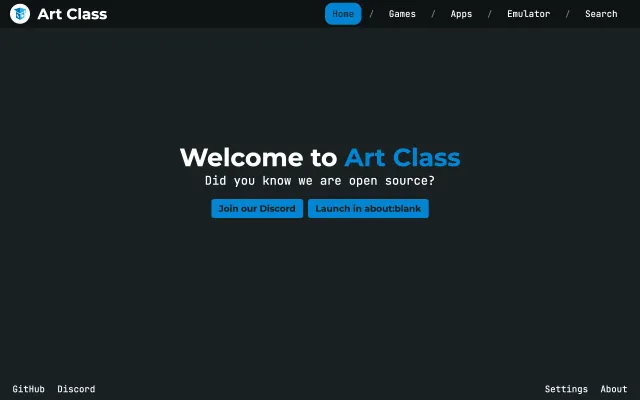 Art Class
Home / Games / Apps / Emulator / Search
Welcome to Art Class
Did you know we are open source?
Join our Discord Launch in about:blank
GitHub Discord Settings About